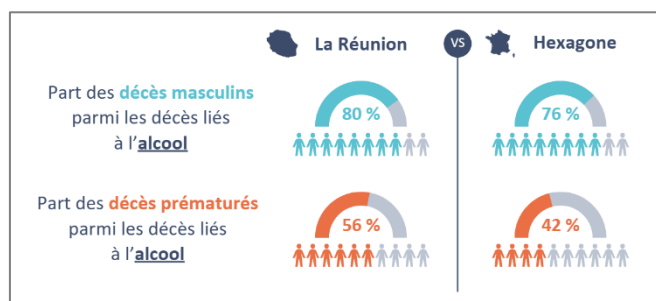 La Réunion
VS
Hexagone
Part des décès masculins
parmi les décès liés
à l'alcool
80 %
76 %
Part des décès prématurés
parmi les décès liés
à l'alcool
56 %
42 %